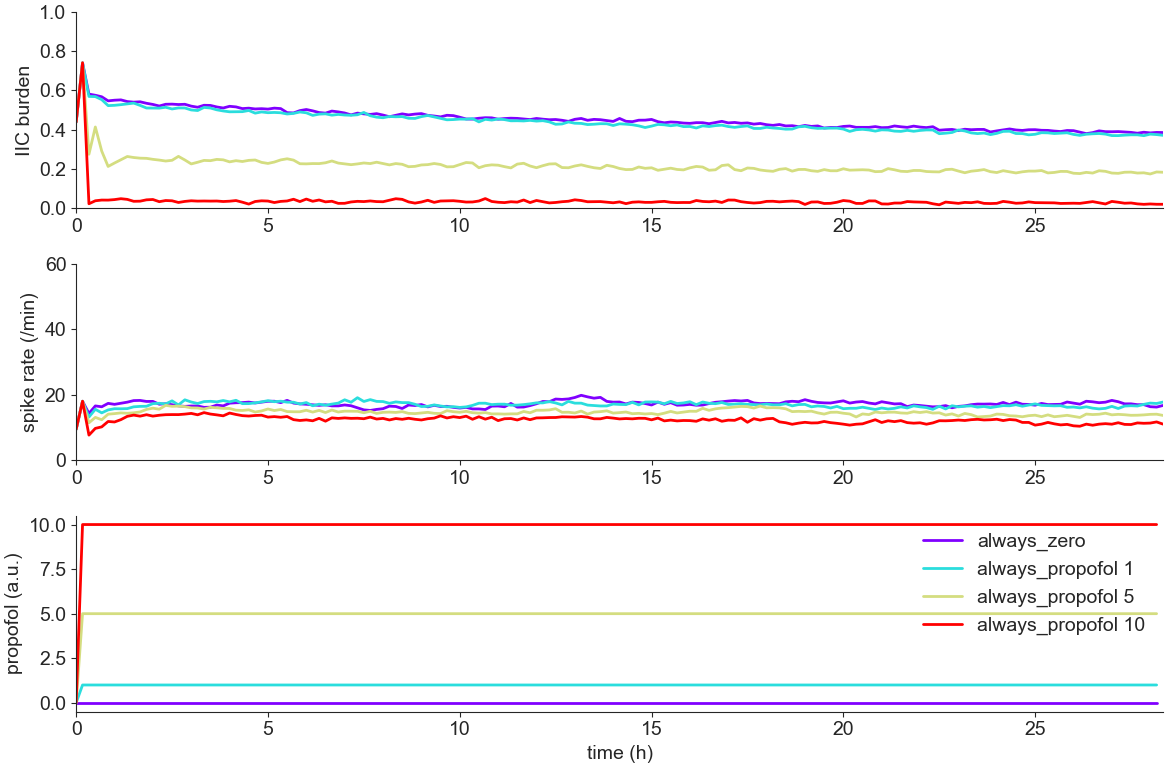 1.0
0.8
0.6
0.4
0.2
0.0
IIC burden
0 5 10 15 20 25
60
40
20
0
spike rate (/min)
0 5 10 15 20 25
10.0
7.5
5.0
2.5
0.0
propofol (a.u.)
always_zero
always_propofol 1
always_propofol 5
always_propofol 10
0 5 10 15 20 25
time (h)